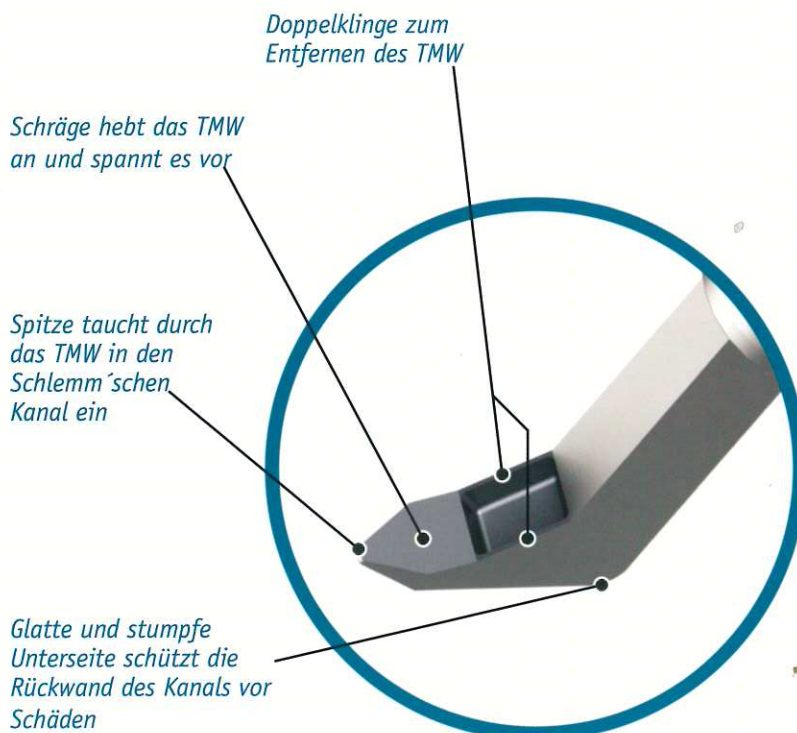 Doppelklinge zum
Entfernen des TMW
Schräge hebt das TMW
an und spannt es vor
Spitze taucht durch
das TMW in den
Schlemm´schen
Kanal ein
Glatte und stumpfe
Unterseite schützt die
Rückwand des Kanals vor
Schäden